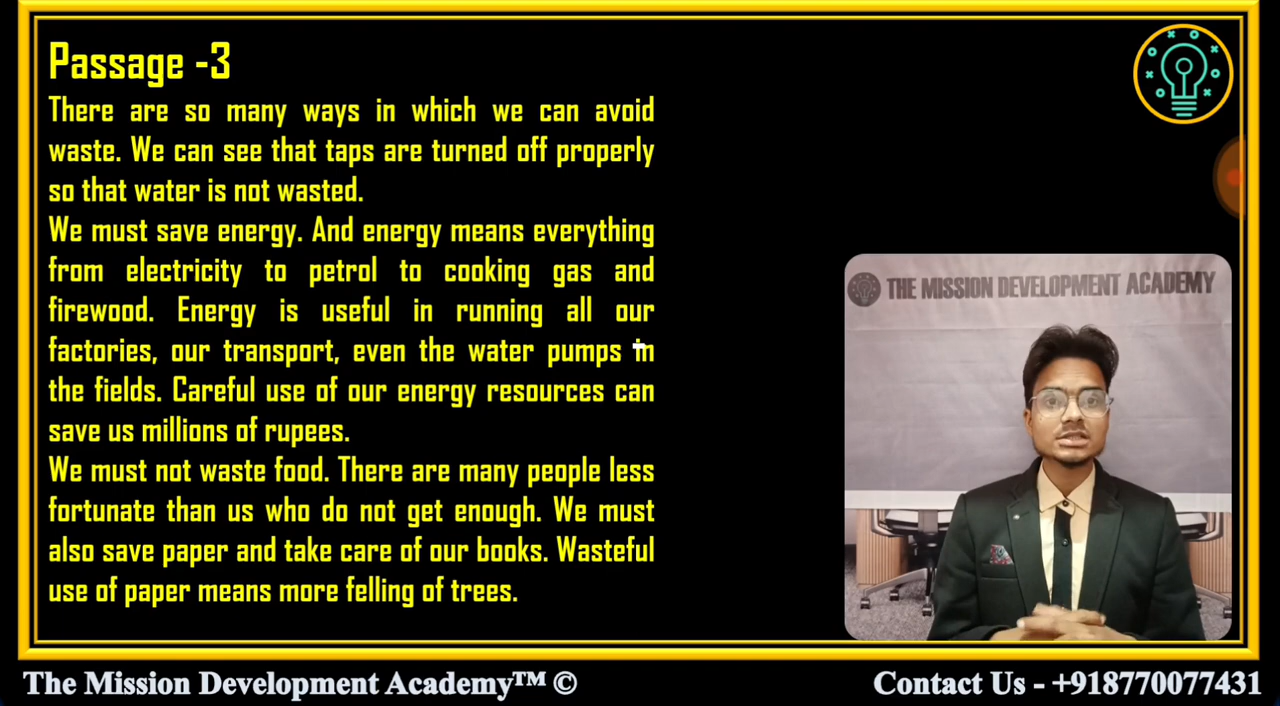 Passage -3
There are so many ways in which we can avoid
waste. We can see that taps are turned off properly
so that water is not wasted.
We must save energy. And energy means everything
from electricity to petrol to cooking gas and
firewood. Energy is useful in running all our
factories, our transport, even the water pumps in
the fields. Careful use of our energy resources can
save us millions of rupees.
We must not waste food. There are many people less
fortunate than us who do not get enough. We must
also save paper and take care of our books. Wasteful
use of paper means more felling of trees.
THE MISSION DEVELOPMENT ACADEMY
The Mission Development Academy™ ©
Contact Us - +918770077431